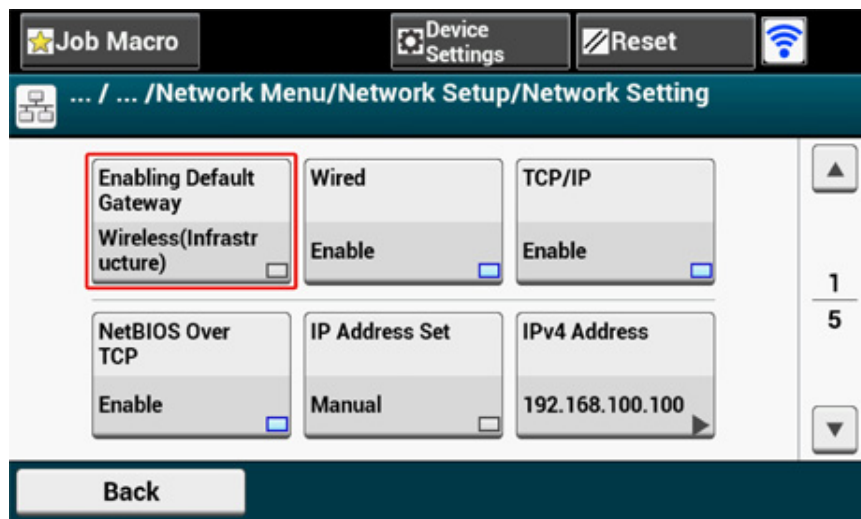 Job Macro
Device
Settings
Reset
... / ... /Network Menu/Network Setup/Network Setting
Enabling Default
Gateway
Wireless(Infrastr
ucture)
Wired
Enable
TCP/IP
Enable
1
5
NetBIOS Over
TCP
Enable
IP Address Set
Manual
IPv4 Address
192.168.100.100
Back